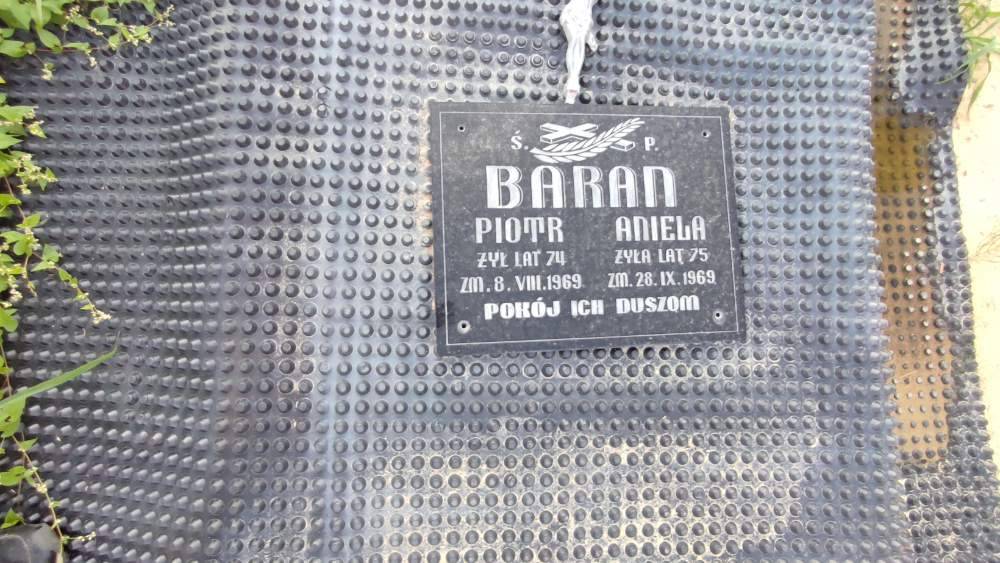 Ś. P.
BARAN
PIOTR ANIELA
ŻYŁ LAT 74 ŻYŁA LAT 75
ZM. 8. VIII. 1969 ZM. 28. IX. 1969
POKÓJ ICH DUSZOM